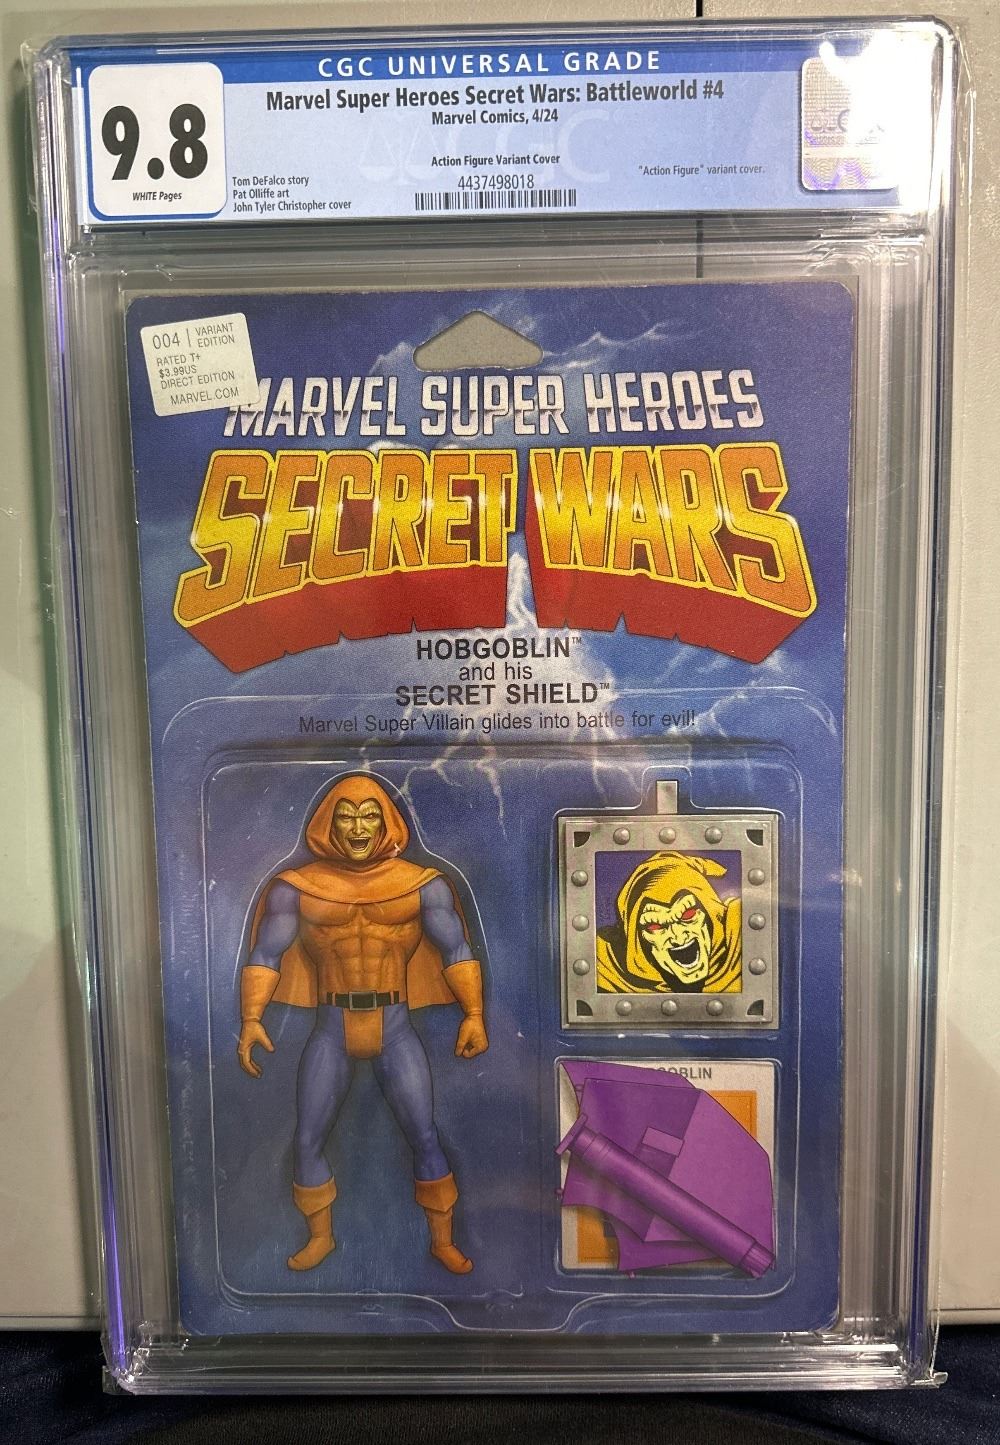 CGC UNIVERSAL GRADE
9.8
WHITE Pages
Marvel Super Heroes Secret Wars: Battleworld #4
Marvel Comics, 4/24
Action Figure Variant Cover
Tom DeFalco story
Pat Olliffe art
John Tyler Christopher cover
4437498018
"Action Figure" variant cover.
004 | VARIANT EDITION
RATED T+
$3.99US
DIRECT EDITION
MARVEL.COM
MARVEL SUPER HEROES
SECRET WARS
HOBGOBLIN™
and his
SECRET SHIELD™
Marvel Super Villain glides into battle for evil!